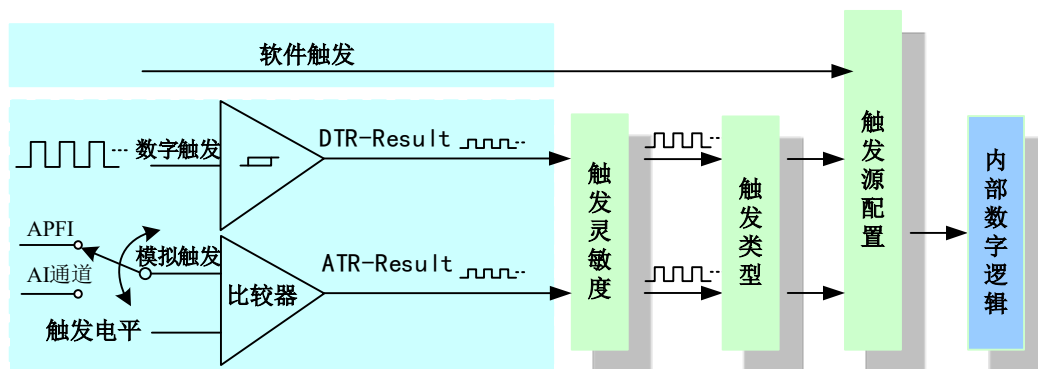 软件触发
数字触发
DTR-Result
APFI
AI通道
模拟触发
触发电平
比较器
ATR-Result
触发灵敏度
触发类型
触发源配置
内部数字逻辑